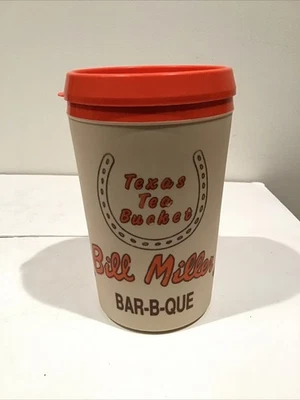 Texas
Tea
Bucket
Bill Miller
BAR-B-QUE